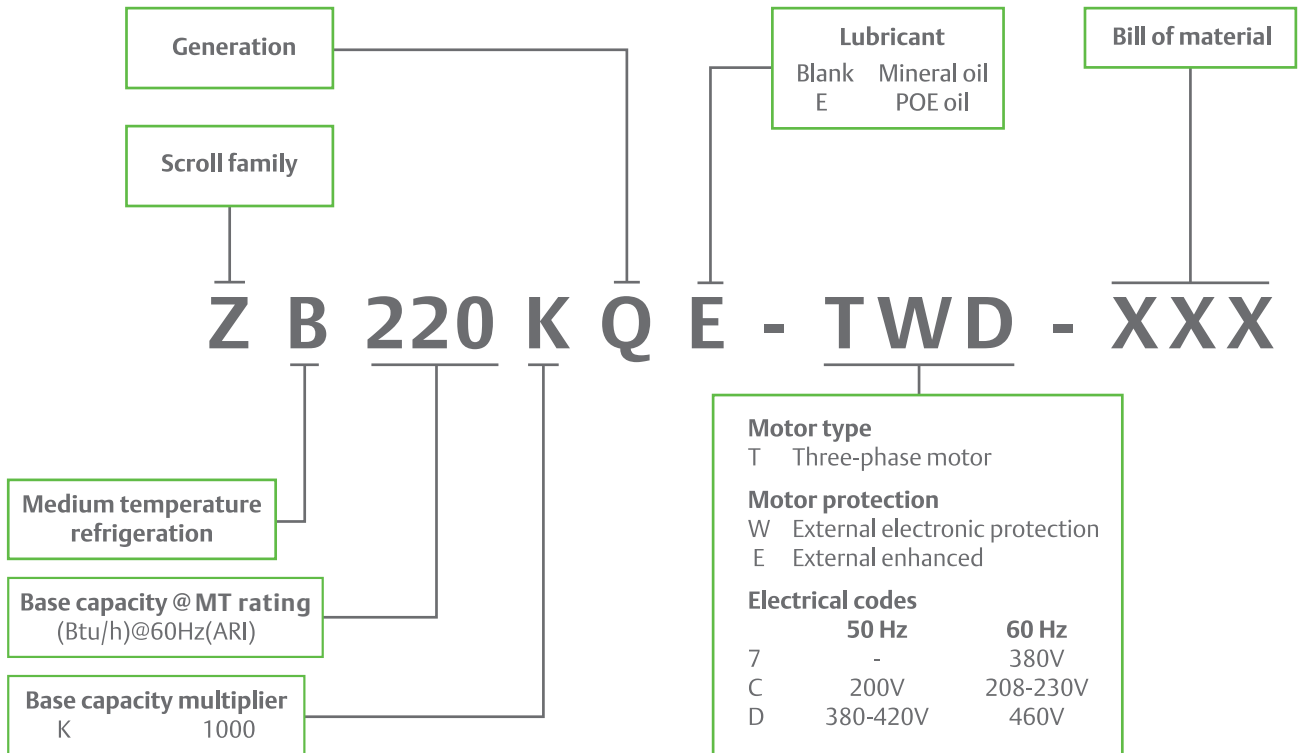 Generation
Lubricant
Blank Mineral oil
E POE oil
Bill of material
Scroll family
Z B 220 K Q E - TWD - XXX
Medium temperature
refrigeration
Base capacity @ MT rating
(Btu/h)@60Hz(ARI)
Base capacity multiplier
K 1000
Motor type
T Three-phase motor
Motor protection
W External electronic protection
E External enhanced
Electrical codes
50 Hz 60 Hz
7 - 380V
C 200V 208-230V
D 380-420V 460V